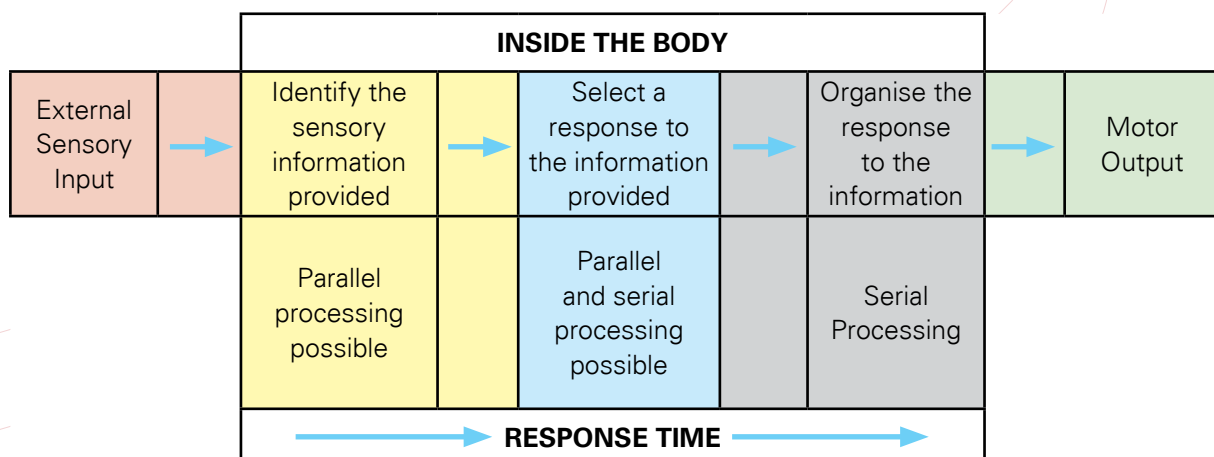 INSIDE THE BODY
External
Sensory
Input
Identify the
sensory
information
provided
Select a
response to
the information
provided
Organise the
response
to the
information
Motor
Output
Parallel
processing
possible
Parallel
and serial
processing
possible
Serial
Processing
RESPONSE TIME